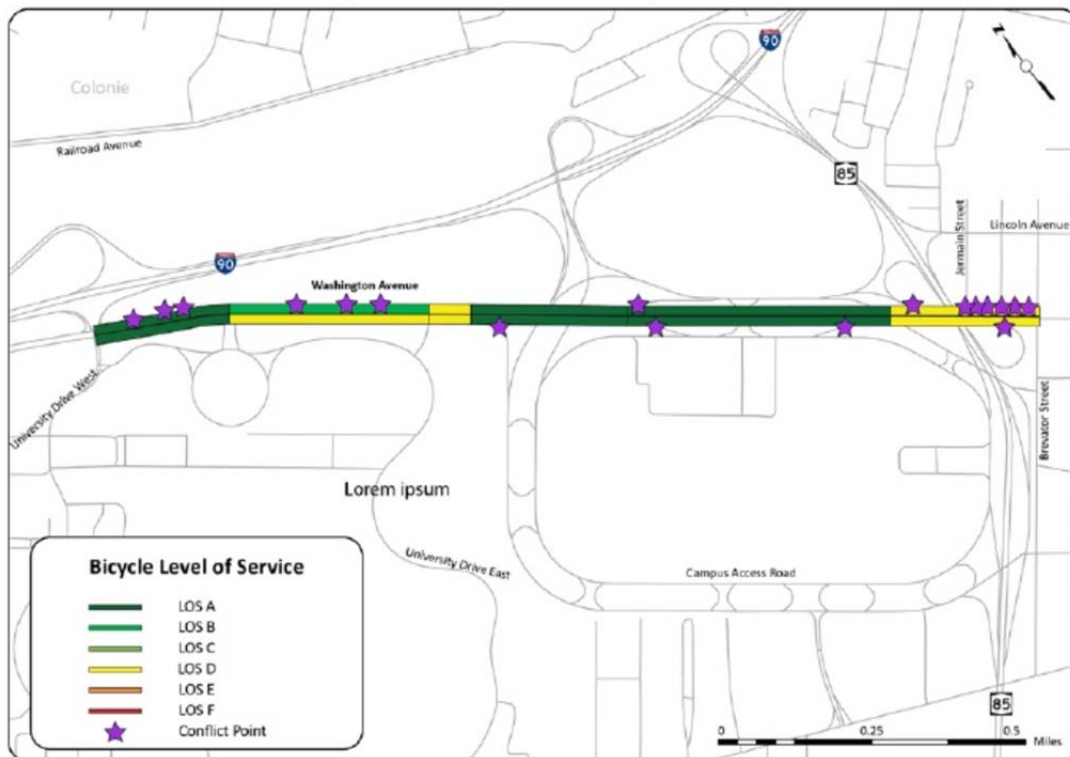 90
N
Colonie
Railroad Avenue
85
Jermain Street
Lincoln Avenue
90
Washington Avenue
University Drive West
Brevator Street
Lorem ipsum
University Drive East
Campus Access Road
Bicycle Level of Service
LOS A
LOS B
LOS C
LOS D
LOS E
LOS F
Conflict Point
85
0 0.25 0.5
Miles